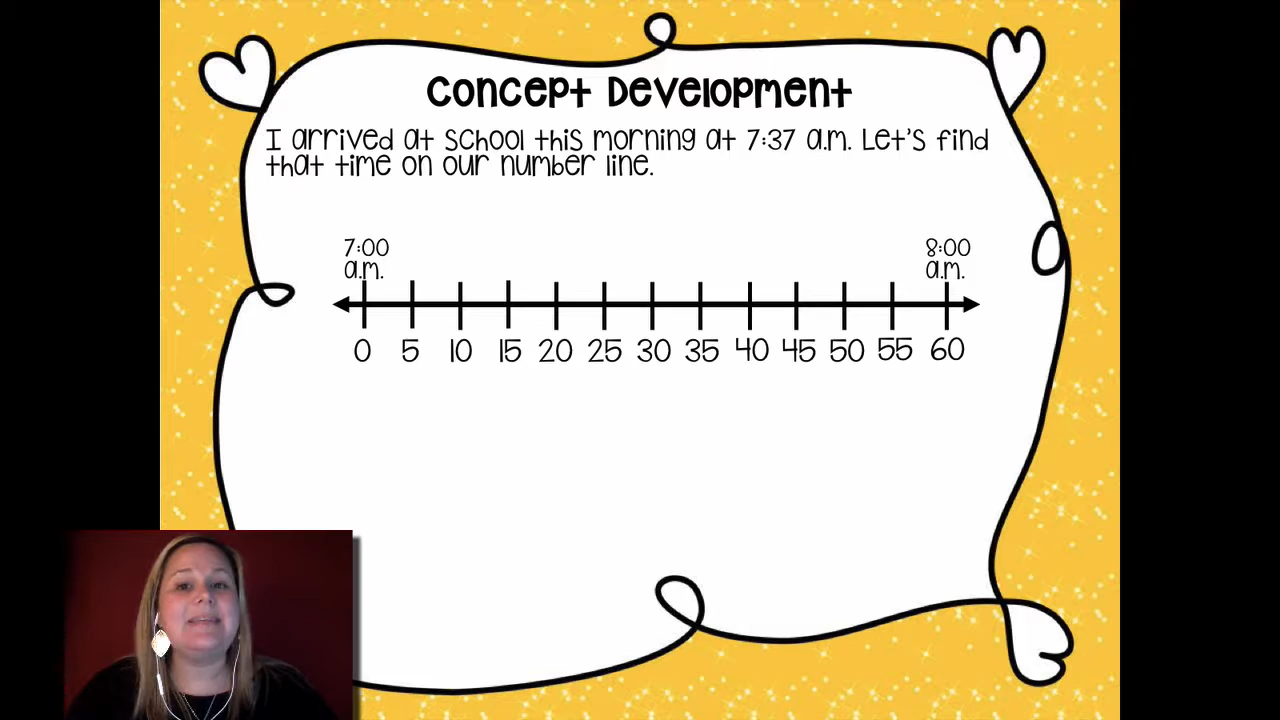 Concept Development
I arrived at school this morning at 7:37 a.m. Let's find
that time on our number line.
7:00 8:00
a.m. a.m.
0 5 10 15 20 25 30 35 40 45 50 55 60